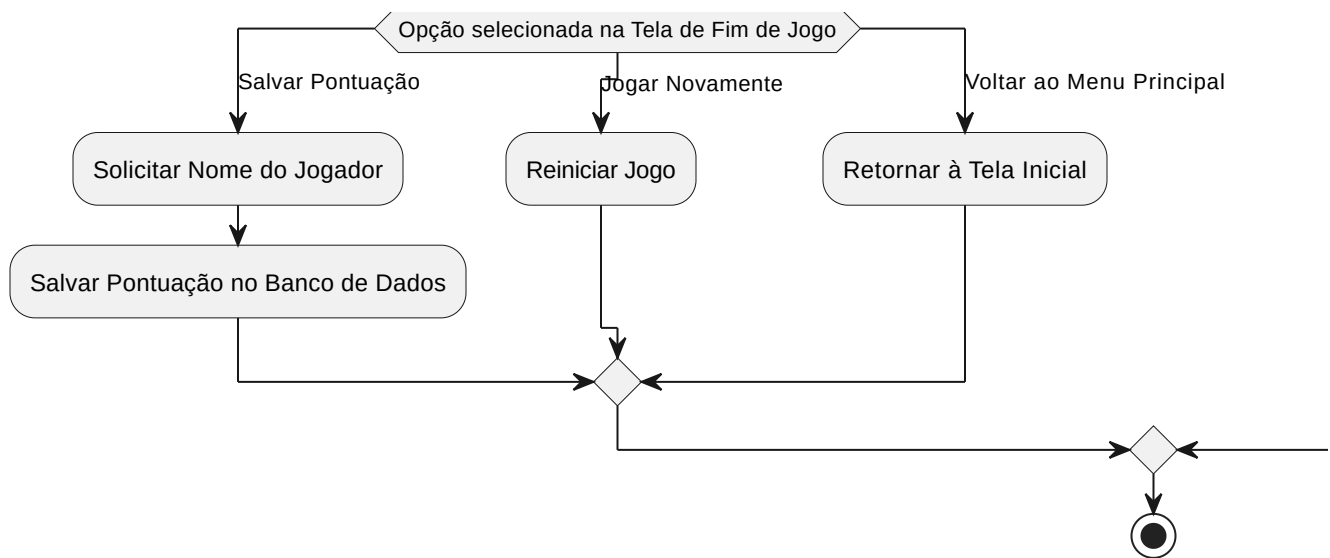 Opção selecionada na Tela de Fim de Jogo
Salvar Pontuação
Jogar Novamente
Voltar ao Menu Principal
Solicitar Nome do Jogador
Reiniciar Jogo
Retornar à Tela Inicial
Salvar Pontuação no Banco de Dados